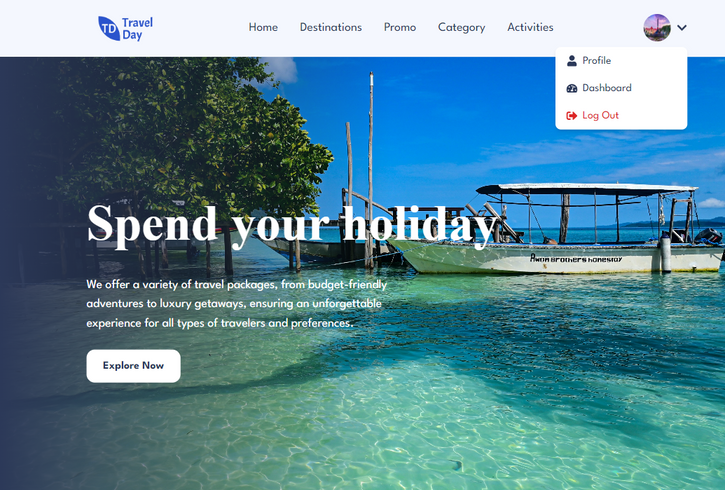 TD Travel Day
Home Destinations Promo Category Activities
Profile
Dashboard
Log Out
Spend your holiday
Awom Brothers homestay
We offer a variety of travel packages, from budget-friendly
adventures to luxury getaways, ensuring an unforgettable
experience for all types of travelers and preferences.
Explore Now